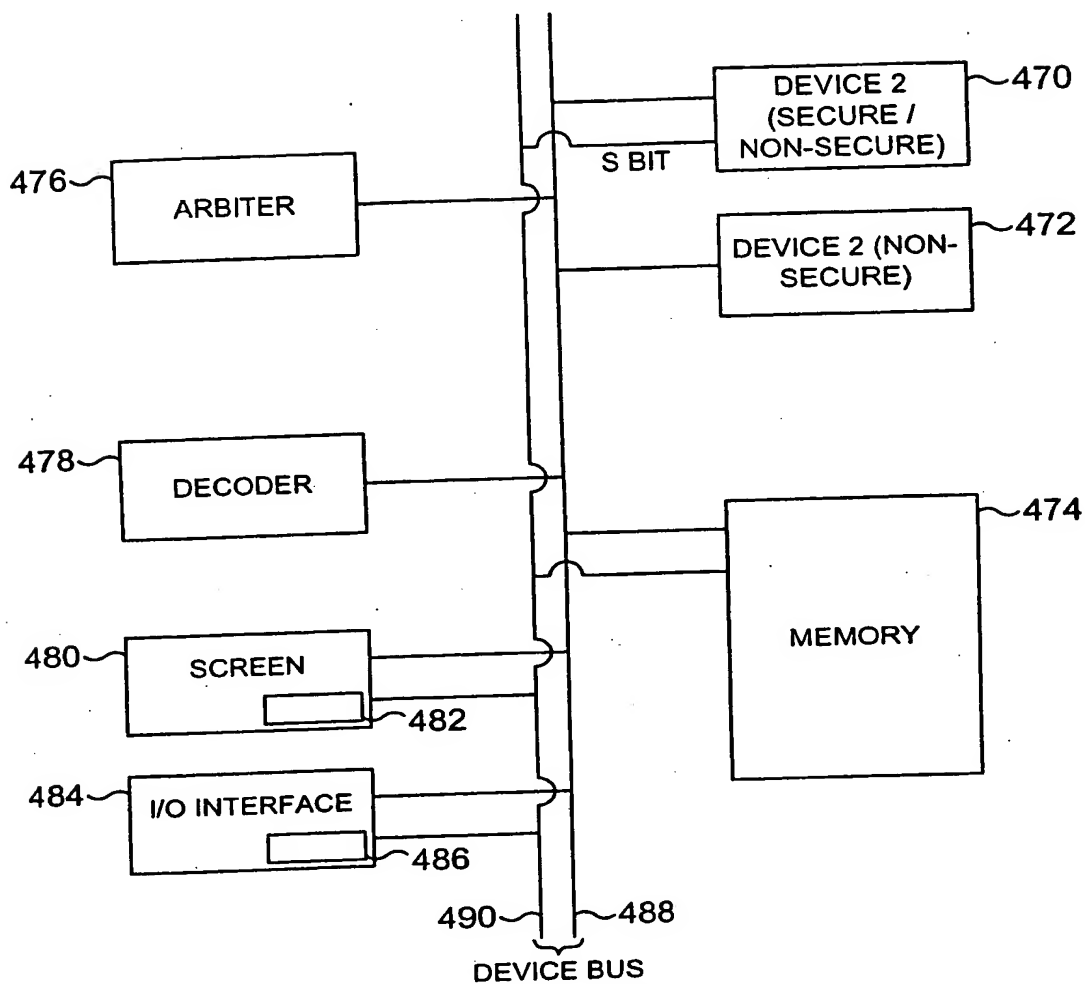 DEVICE 2
(SECURE /
NON-SECURE)
470
S BIT
476
ARBITER
472
DEVICE 2 (NON-
SECURE)
478
DECODER
474
MEMORY
480
SCREEN
482
484
I/O INTERFACE
486
490
488
DEVICE BUS